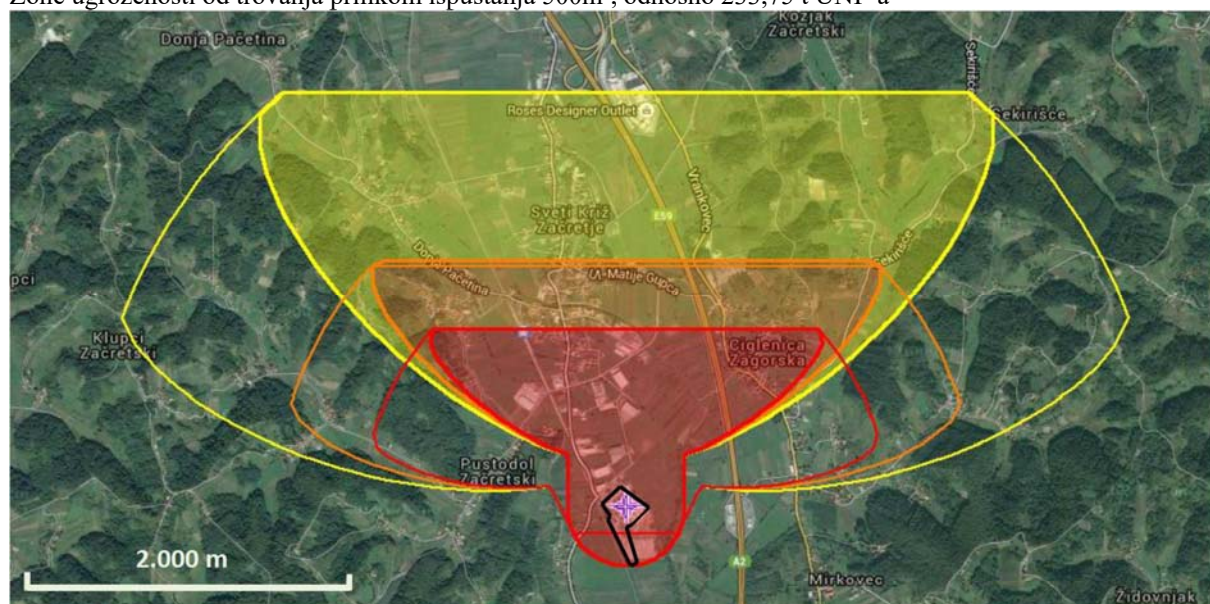 Zone ugroženosti od trovanja prilikom ispuštanja 500m³, odnosno 253,75 t UNP-a
Kozjak
Začretski
Donja Pačetina
Sekirišće
Roses Designer Outlet
Sekirišće
Vrankovec
Sveti Križ
Začretje
E59
Donja Pačetina
Ul. Matije Gupca
Sekirišće
pci
Klupci
Začretski
Ciglenica
Zagorska
Pustodol
Začretski
2.000 m
A2
Mirkovec
Židovnjak